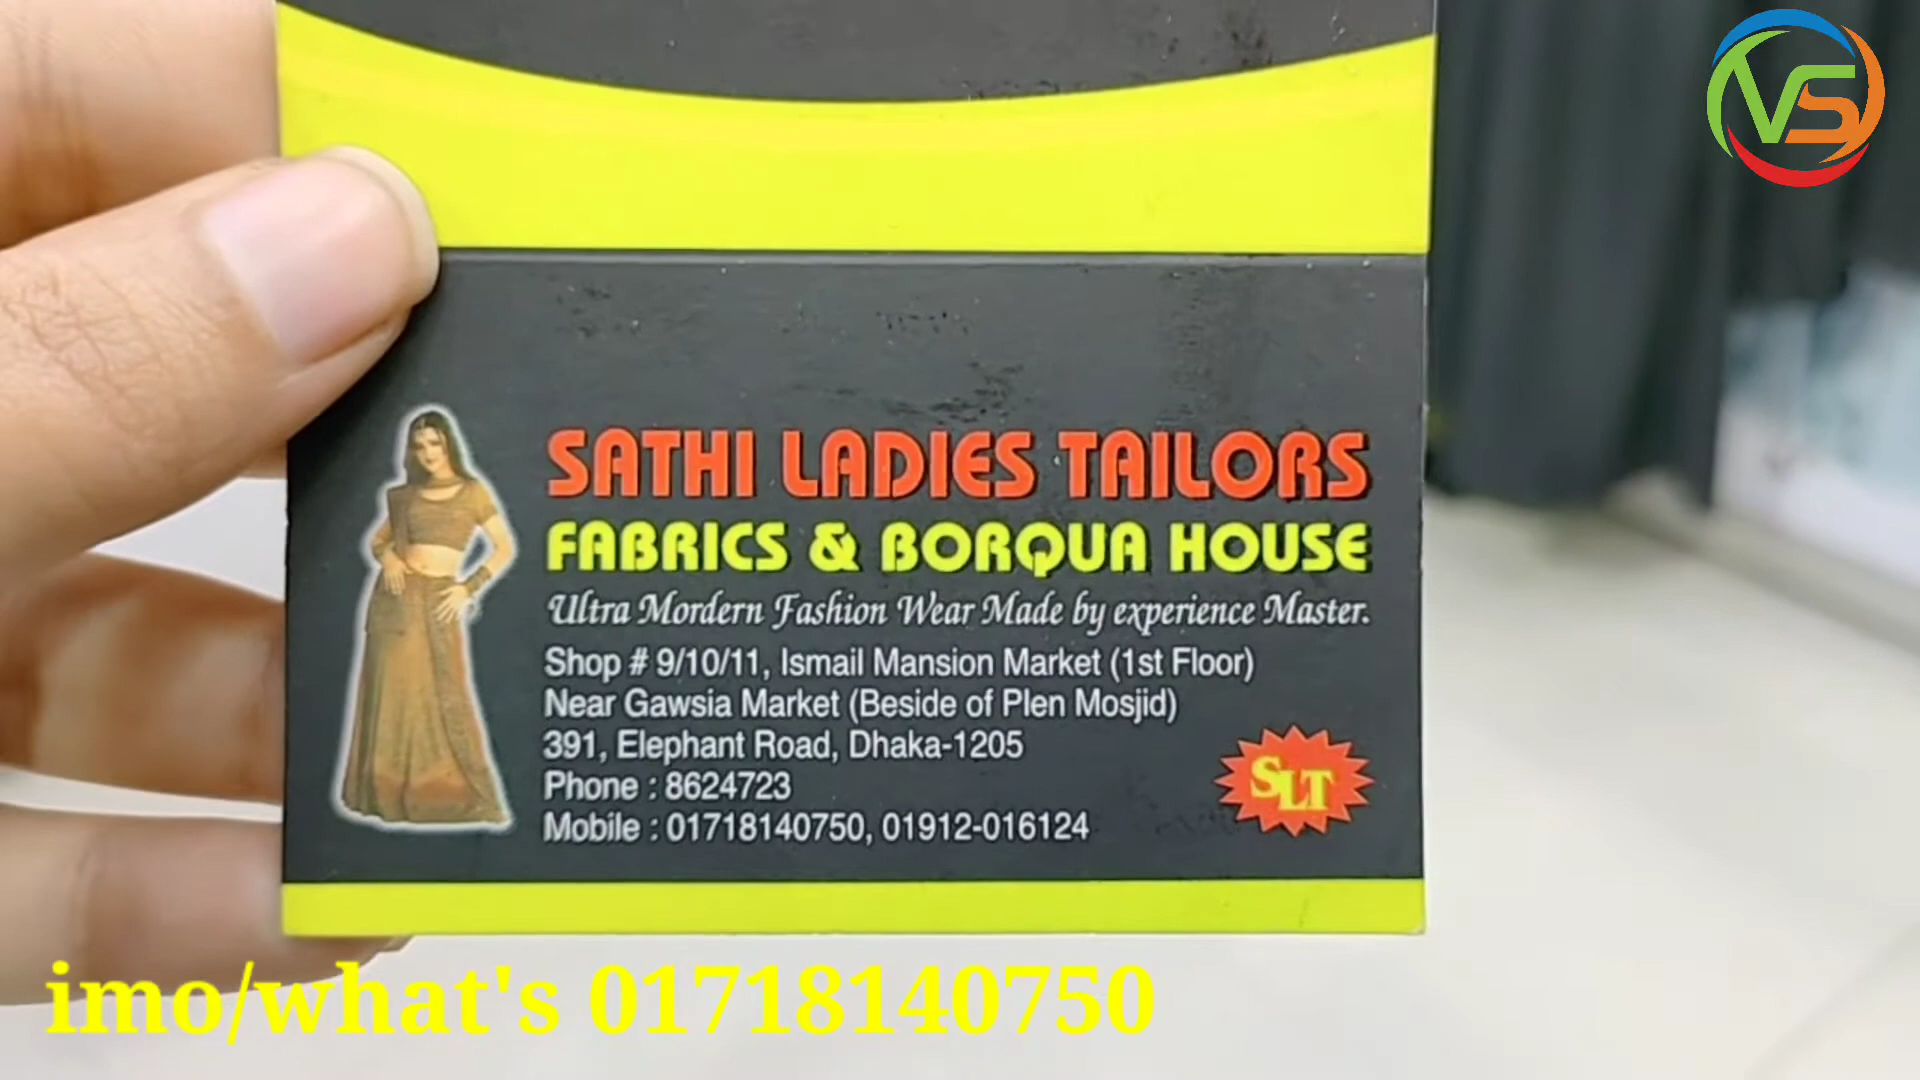 VS
SATHI LADIES TAILORS
FABRICS & BORQUA HOUSE
Ultra Mordern Fashion Wear Made by experience Master.
Shop # 9/10/11, Ismail Mansion Market (1st Floor)
Near Gawsia Market (Beside of Plen Mosjid)
391, Elephant Road, Dhaka-1205
Phone : 8624723
Mobile : 01718140750, 01912-016124
SLT
imo/what's 01718140750